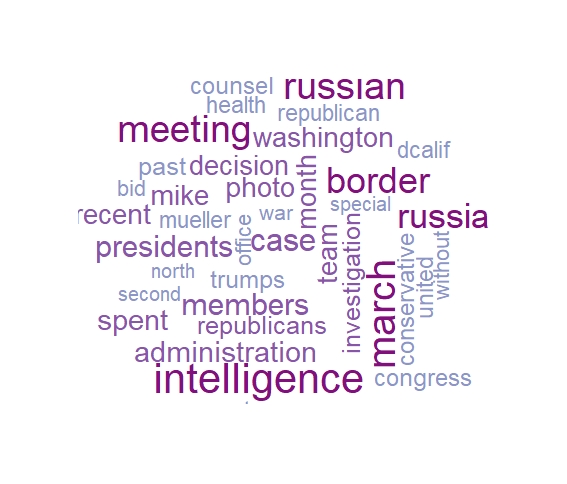 counsel russian
health
republican
meeting washington
dcalif
past decision
month
border
bid mike photo
special
recent mueller war russia
office
presidents case
team
investigation
conservative
united
without
march
north trumps
second members
spent republicans
administration
intelligence congress